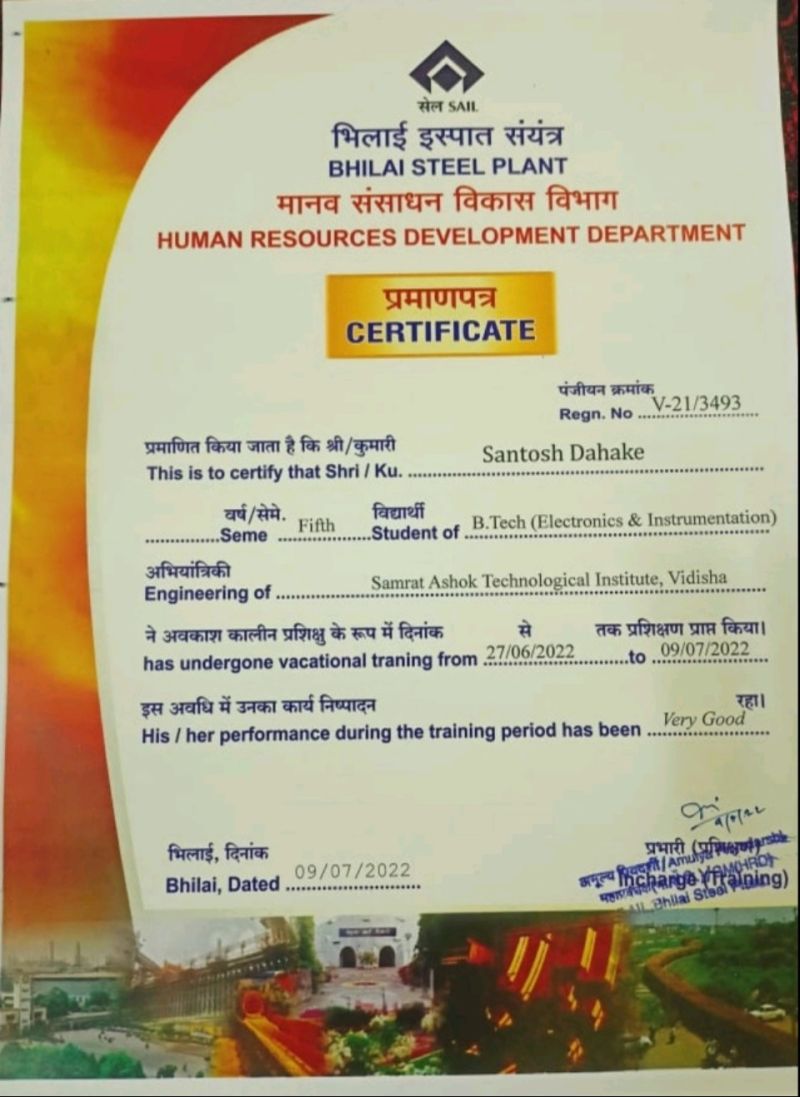 सेल SAIL
भिलाई इस्पात संयंत्र
BHILAI STEEL PLANT
मानव संसाधन विकास विभाग
HUMAN RESOURCES DEVELOPMENT DEPARTMENT
प्रमाणपत्र
CERTIFICATE
पंजीयन क्रमांक
Regn. No ..... V-21/3493
प्रमाणित किया जाता है कि श्री/कुमारी
This is to certify that Shri / Ku. ..... Santosh Dahake
वर्ष/सेमे. विद्यार्थी
.....Seme ..... Fifth .....Student of ..... B.Tech (Electronics & Instrumentation)
अभियांत्रिकी
Engineering of ..... Samrat Ashok Technological Institute, Vidisha
ने अवकाश कालीन प्रशिक्षु के रूप में दिनांक से तक प्रशिक्षण प्राप्त किया।
has undergone vacational traning from 27/06/2022 .....to 09/07/2022
इस अवधि में उनका कार्य निष्पादन रहा।
His / her performance during the training period has been ..... Very Good
भिलाई, दिनांक
Bhilai, Dated ..... 09/07/2022
प्रभारी (प्रशिक्षण)
अमूल्य प्रियदर्शी / Amulya
(HRD)
Incharge (Training)
SAIL, Bhilai Steel